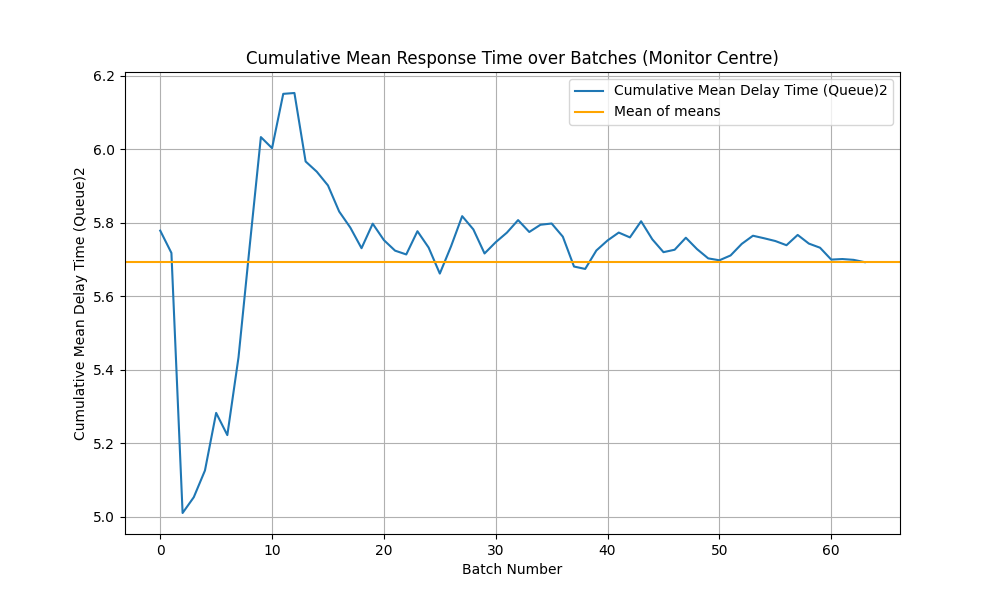 Cumulative Mean Response Time over Batches (Monitor Centre)
Cumulative Mean Delay Time (Queue)2
Mean of means
Cumulative Mean Delay Time (Queue)2
6.2
6.0
5.8
5.6
5.4
5.2
5.0
0 10 20 30 40 50 60
Batch Number